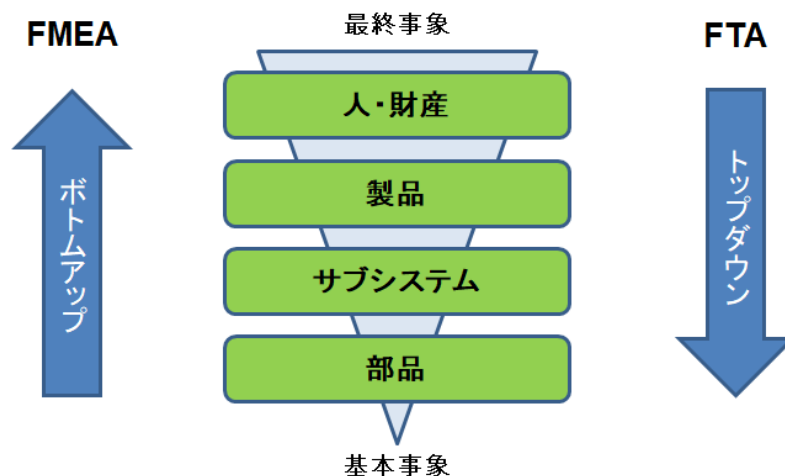 FMEA
最終事象
FTA
人・財産
製品
サブシステム
部品
基本事象
ボトムアップ
トップダウン